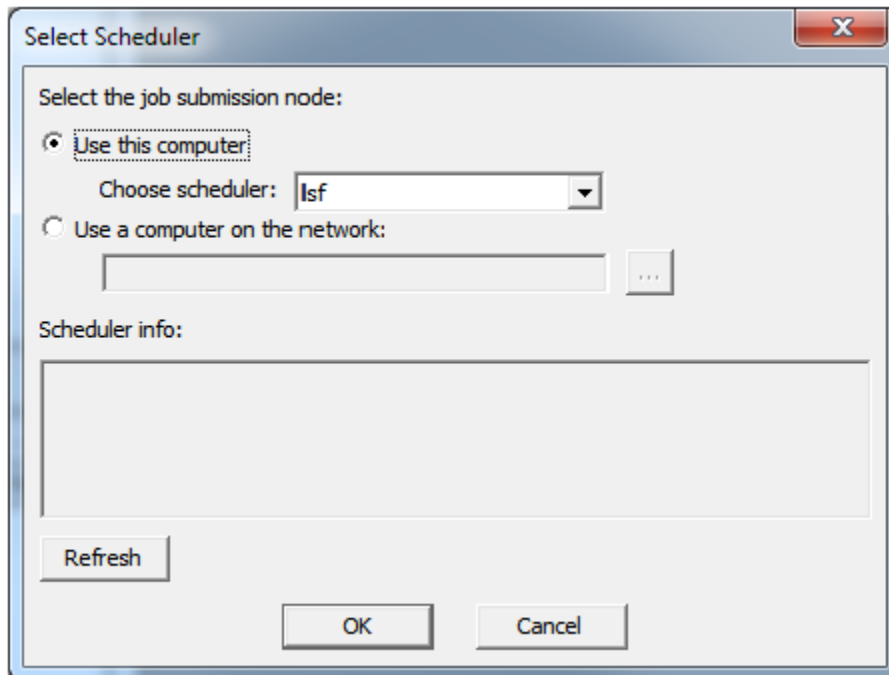 Select Scheduler
Select the job submission node:
Use this computer
Choose scheduler: lsf
Use a computer on the network:
...
Scheduler info:
Refresh
OK Cancel